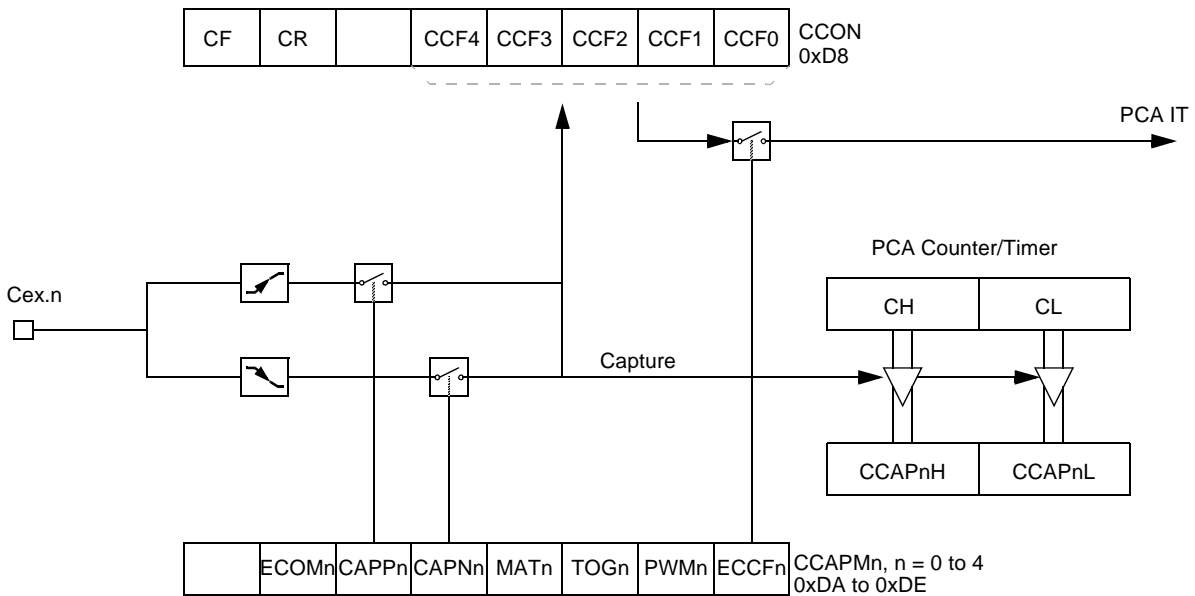 CF CR CCF4 CCF3 CCF2 CCF1 CCF0 CCON
0xD8
PCA IT
PCA Counter/Timer
Cex.n
CH CL
Capture
CCAPnH CCAPnL
ECOMn CAPPn CAPNn MATn TOGn PWMn ECCFn CCAPMn, n = 0 to 4
0xDA to 0xDE